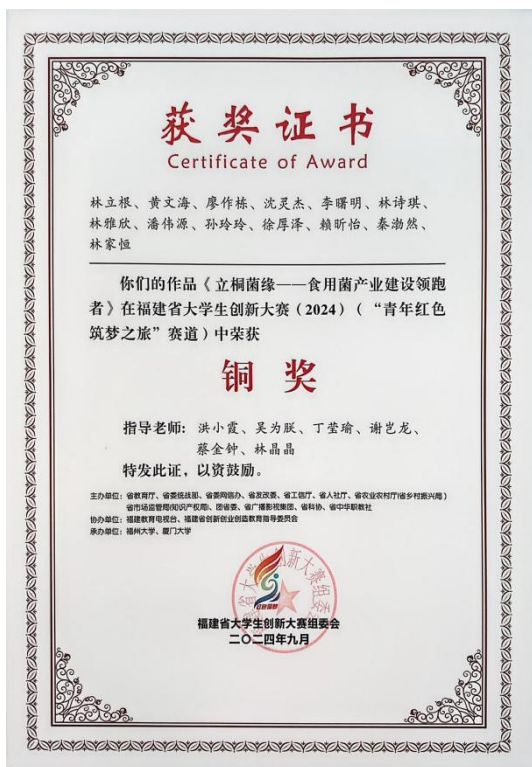 获奖证书
Certificate of Award
林立根、黄文海、廖作栋、沈灵杰、李曙明、林诗琪、
林雅欣、潘伟源、孙玲玲、徐厚泽、赖昕怡、秦渤然、
林家恒
你们的作品《立桐菌缘——食用菌产业建设领跑
者》在福建省大学生创新大赛（2024）（“青年红色
筑梦之旅”赛道）中荣获
铜奖
指导老师：洪小霞、吴为朕、丁莹瑜、谢岂龙、
蔡金钟、林晶晶
特发此证，以资鼓励。
主办单位：省教育厅、省委统战部、省委网信办、省发改委、省工信厅、省人社厅、省农业农村厅(省乡村振兴局)
省市场监管局(知识产权局)、团省委、省广播影视集团、省科协、省中华职教社
协办单位：福建教育电视台、福建省创新创业创造教育指导委员会
承办单位：福州大学、厦门大学
福建省大学生创新大赛组委会
二〇二四年九月